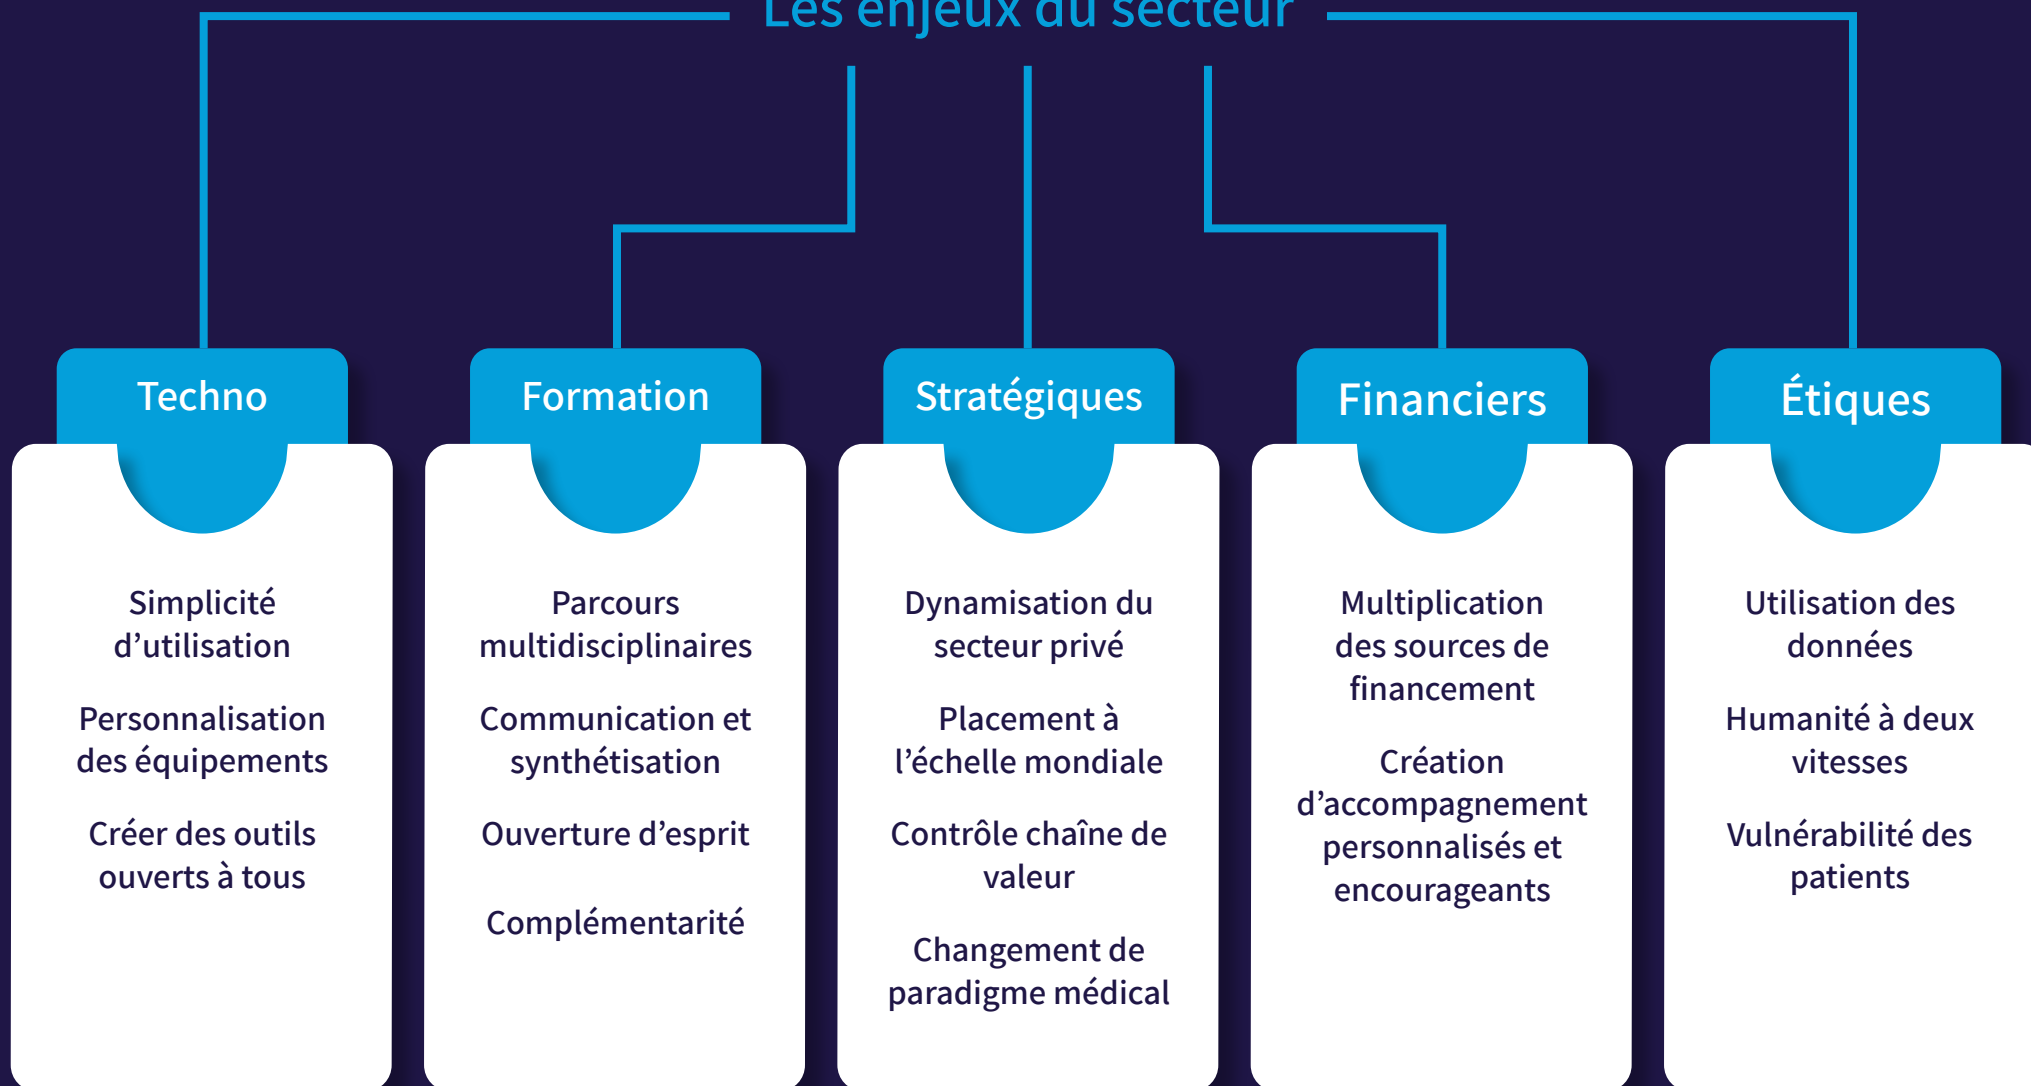 Les enjeux du secteur
Techno
Simplicité
d’utilisation
Personnalisation
des équipements
Créer des outils
ouverts à tous
Formation
Parcours
multidisciplinaires
Communication et
synthétisation
Ouverture d’esprit
Complémentarité
Stratégiques
Dynamisation du
secteur privé
Placement à
l’échelle mondiale
Contrôle chaîne de
valeur
Changement de
paradigme médical
Financiers
Multiplication
des sources de
financement
Création
d’accompagnement
personnalisés et
encourageants
Étiques
Utilisation des
données
Humanité à deux
vitesses
Vulnérabilité des
patients